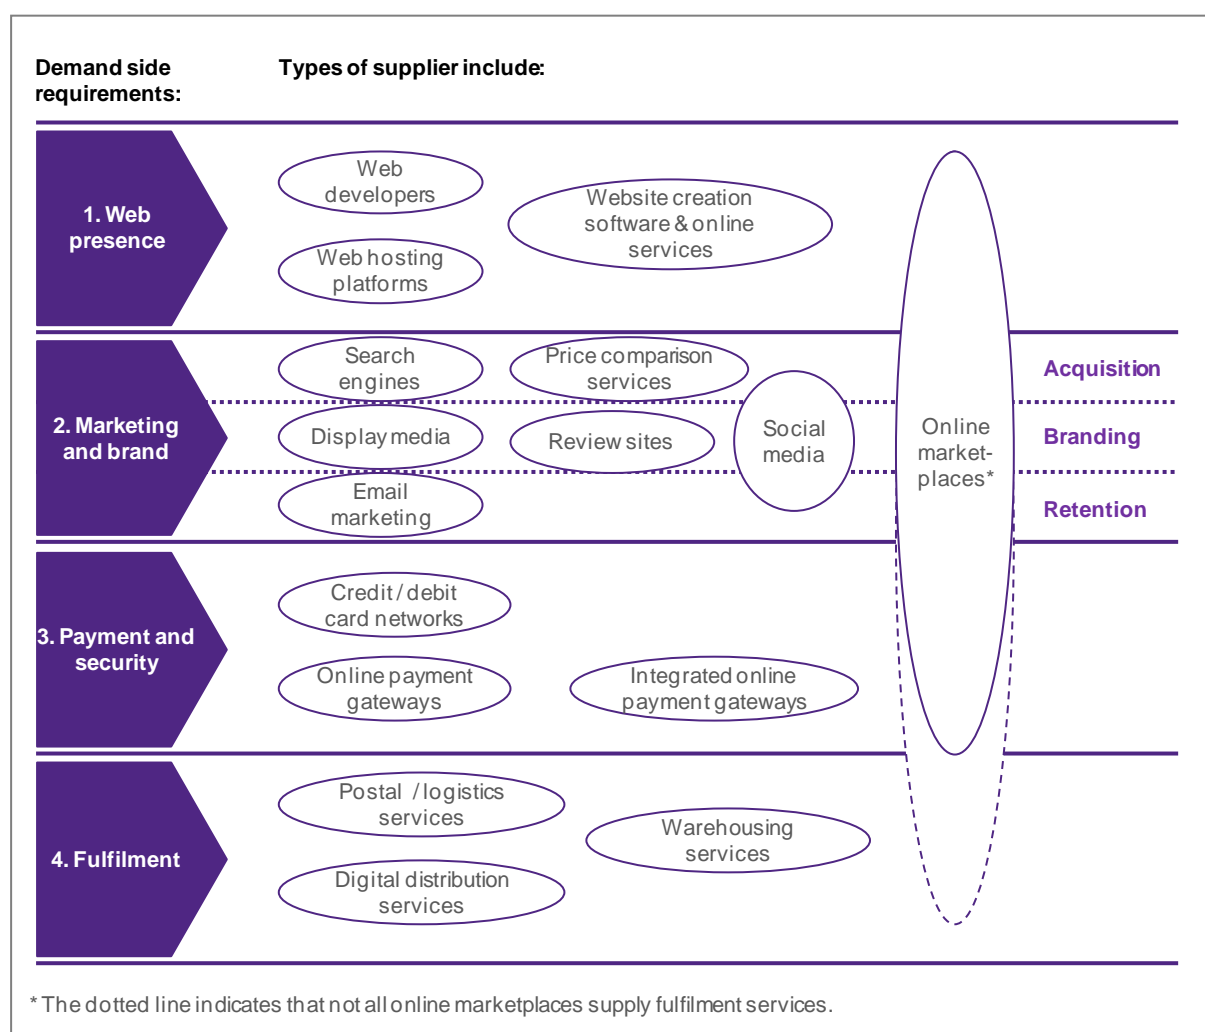 Demand side
requirements:
Types of supplier include:
1. Web
presence
Web
developers
Website creation
software & online
services
Web hosting
platforms
2. Marketing
and brand
Search
engines
Price comparison
services
Acquisition
Display media
Review sites
Social
media
Online
market-
places*
Branding
Email
marketing
Retention
3. Payment and
security
Credit / debit
card networks
Online payment
gateways
Integrated online
payment gateways
4. Fulfilment
Postal / logistics
services
Warehousing
services
Digital distribution
services
* The dotted line indicates that not all online marketplaces supply fulfilment services.